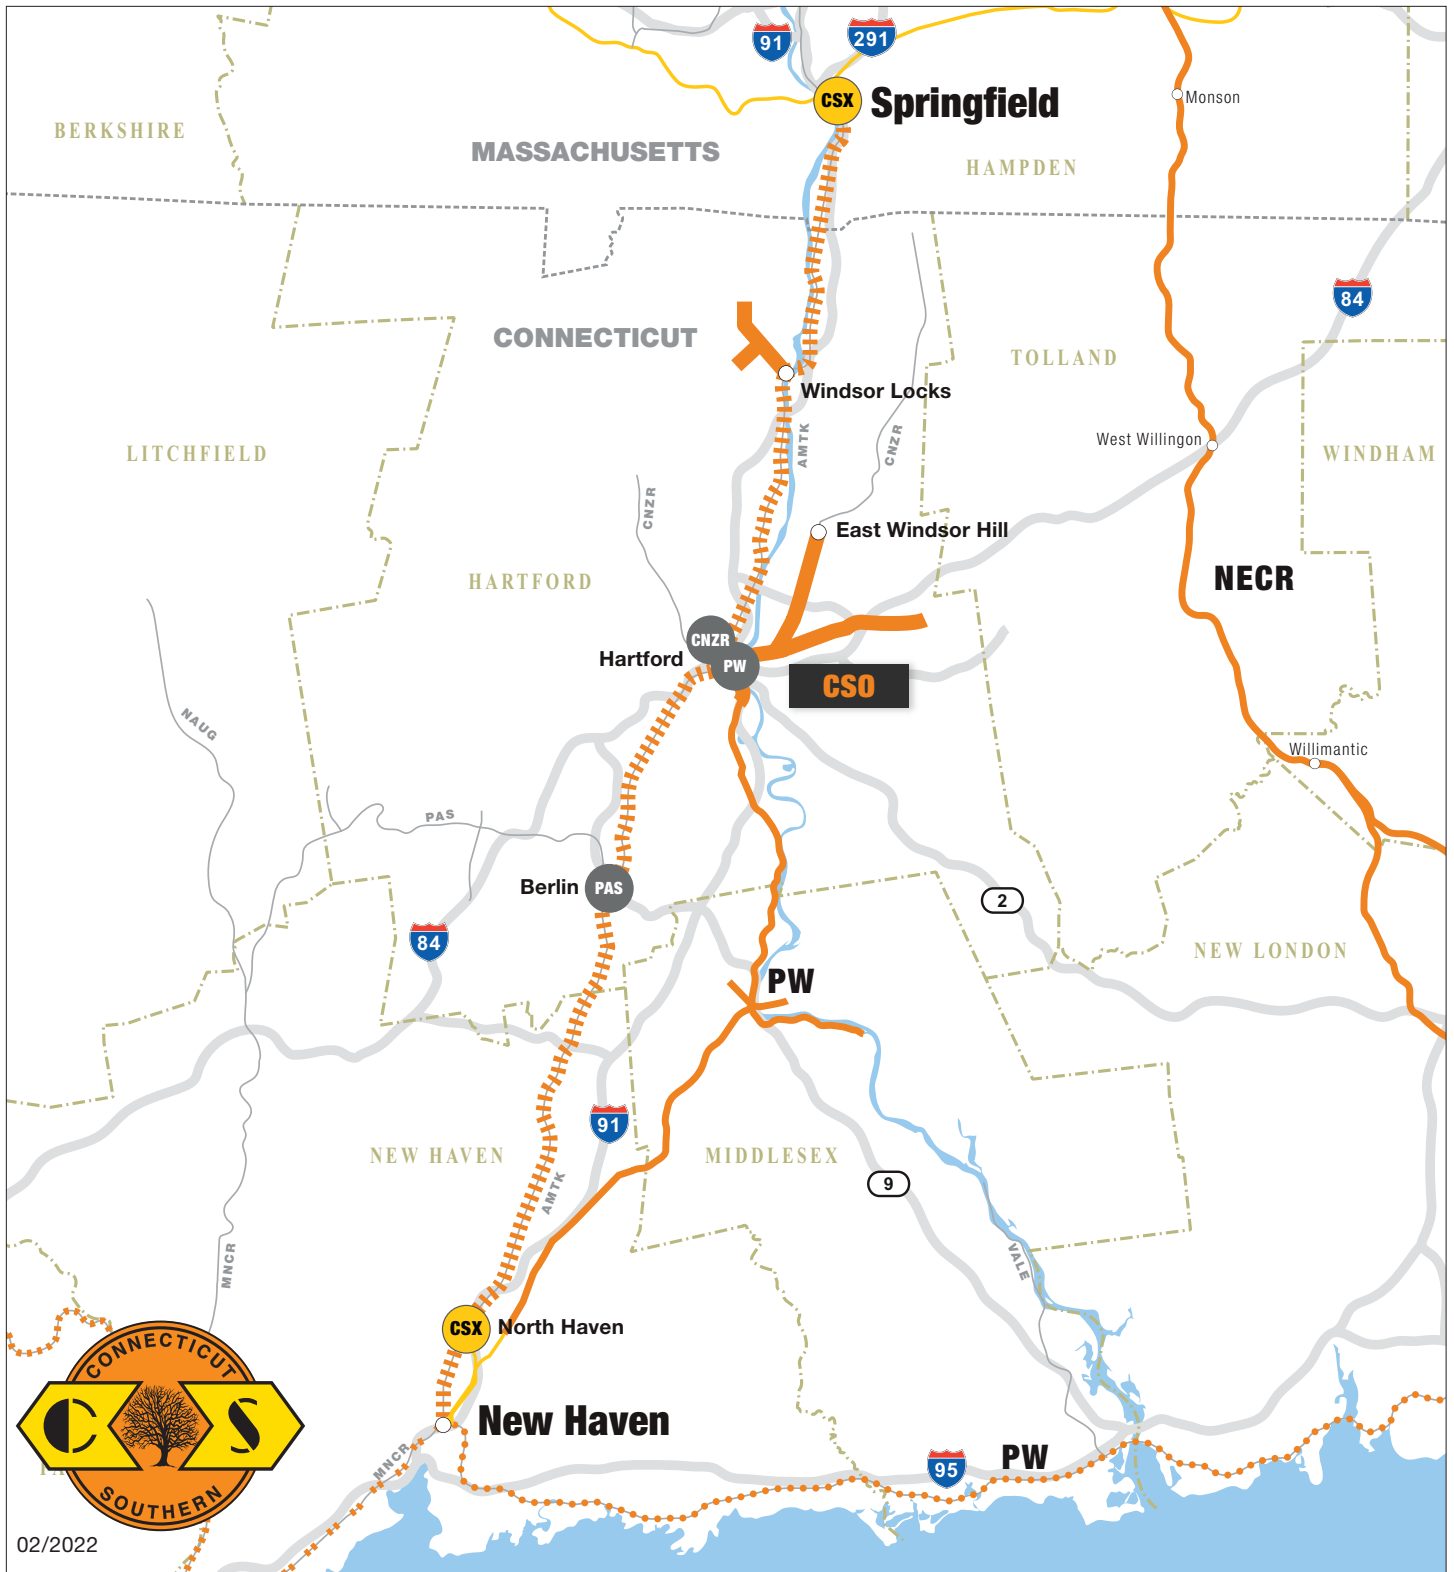 91
291
CSX
Springfield
Monson
BERKSHIRE
MASSACHUSETTS
HAMPDEN
84
CONNECTICUT
TOLLAND
Windsor Locks
AMTK
CNZR
West Willingon
LITCHFIELD
WINDHAM
CNZR
East Windsor Hill
HARTFORD
NECR
CNZR
Hartford
PW
CSO
NAUG
Willimantic
PAS
Berlin
PAS
2
84
NEW LONDON
PW
91
NEW HAVEN
MIDDLESEX
AMTK
9
MNCR
VALE
CSX
North Haven
CONNECTICUT
C S
SOUTHERN
New Haven
MNCR
PW
95
02/2022